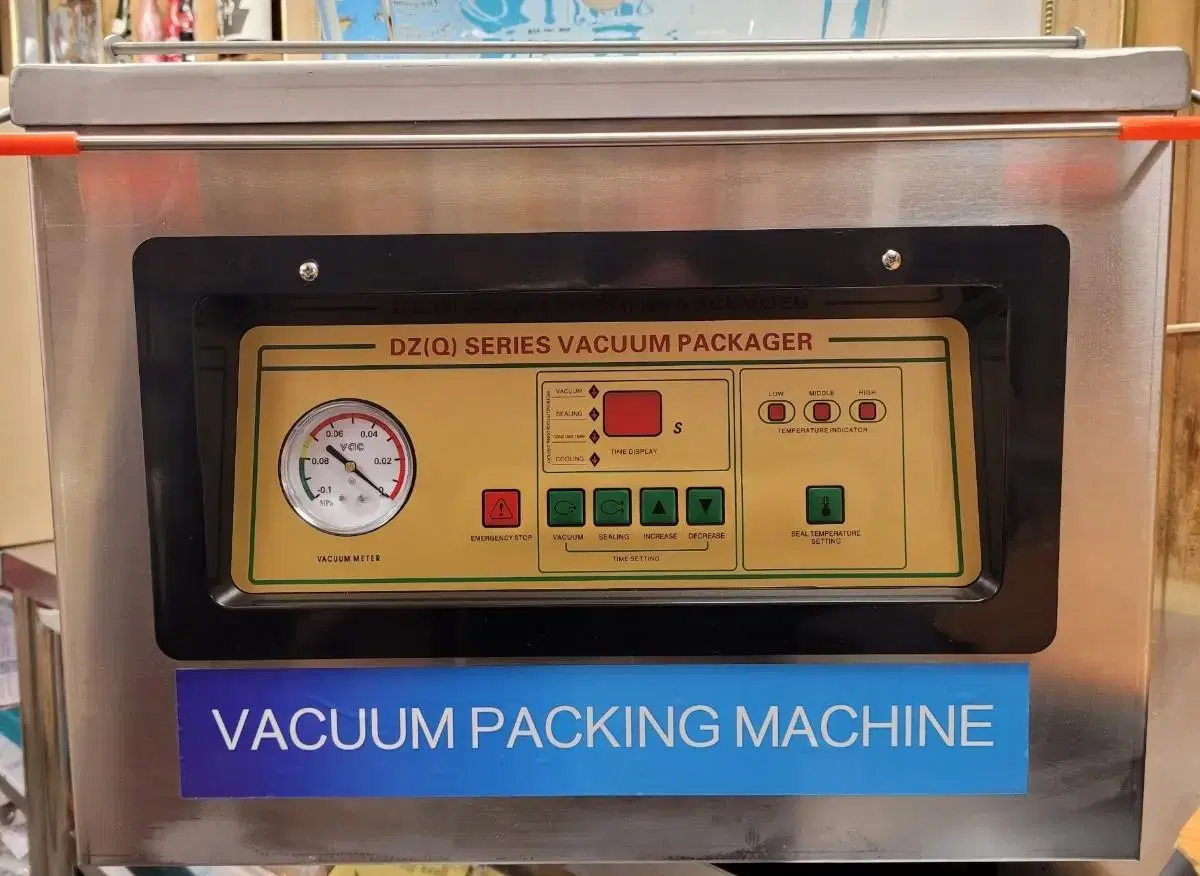 DZ(Q) SERIES VACUUM PACKAGER
0.06 0.04
vac
0.08 0.02
-0.1 0
MPa
VACUUM METER
EMERGENCY STOP
VACUUM
SEALING
COOLING
S
TIME DISPLAY
VACUUM SEALING INCREASE DECREASE
TIME SETTING
LOW MIDDLE HIGH
TEMPERATURE INDICATOR
SEAL TEMPERATURE
SETTING
VACUUM PACKING MACHINE